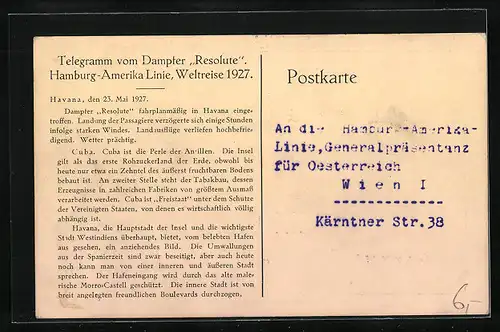 Telegramm vom Dampfer „Resolute“.
Hamburg-Amerika Linie, Weltreise 1927.
Havana, den 23. Mai 1927.
Dampfer „Resolute“ fahrplanmäßig in Havana einge-
troffen. Landung der Passagiere verzögerte sich einige Stunden
infolge starken Windes. Landausflüge verliefen hochbefrie-
digend. Wetter prächtig.
Cuba. Cuba ist die Perle der Antillen. Die Insel
gilt als das erste Rohzuckerland der Erde, obwohl bis
heute nur etwa ein Zehntel des äußerst fruchtbaren Bodens
bebaut ist. An zweiter Stelle steht der Tabakbau, dessen
Erzeugnisse in zahlreichen Fabriken von größtem Ausmaß
verarbeitet werden. Cuba ist „Freistaat“ unter dem Schutze
der Vereinigten Staaten, von denen es wirtschaftlich völlig
abhängig ist.
Havana, die Hauptstadt der Insel und die wichtigste
Stadt Westindiens überhaupt, bietet, vom belebten Hafen
aus gesehen, ein anziehendes Bild. Die Umwallungen
aus der Spanierzeit sind zwar beseitigt, aber auch heute
noch kann man von einer inneren und äußeren Stadt
sprechen. Der Hafeneingang wird durch das alte male-
rische Morro-Castell geschützt. Die innere Stadt ist von
breit angelegten freundlichen Boulevards durchzogen.
Postkarte
An die Hamburg-Amerika-
Linie,Generalpräsentanz
für Oesterreich
Wien I
Kärntner Str.38
6,-